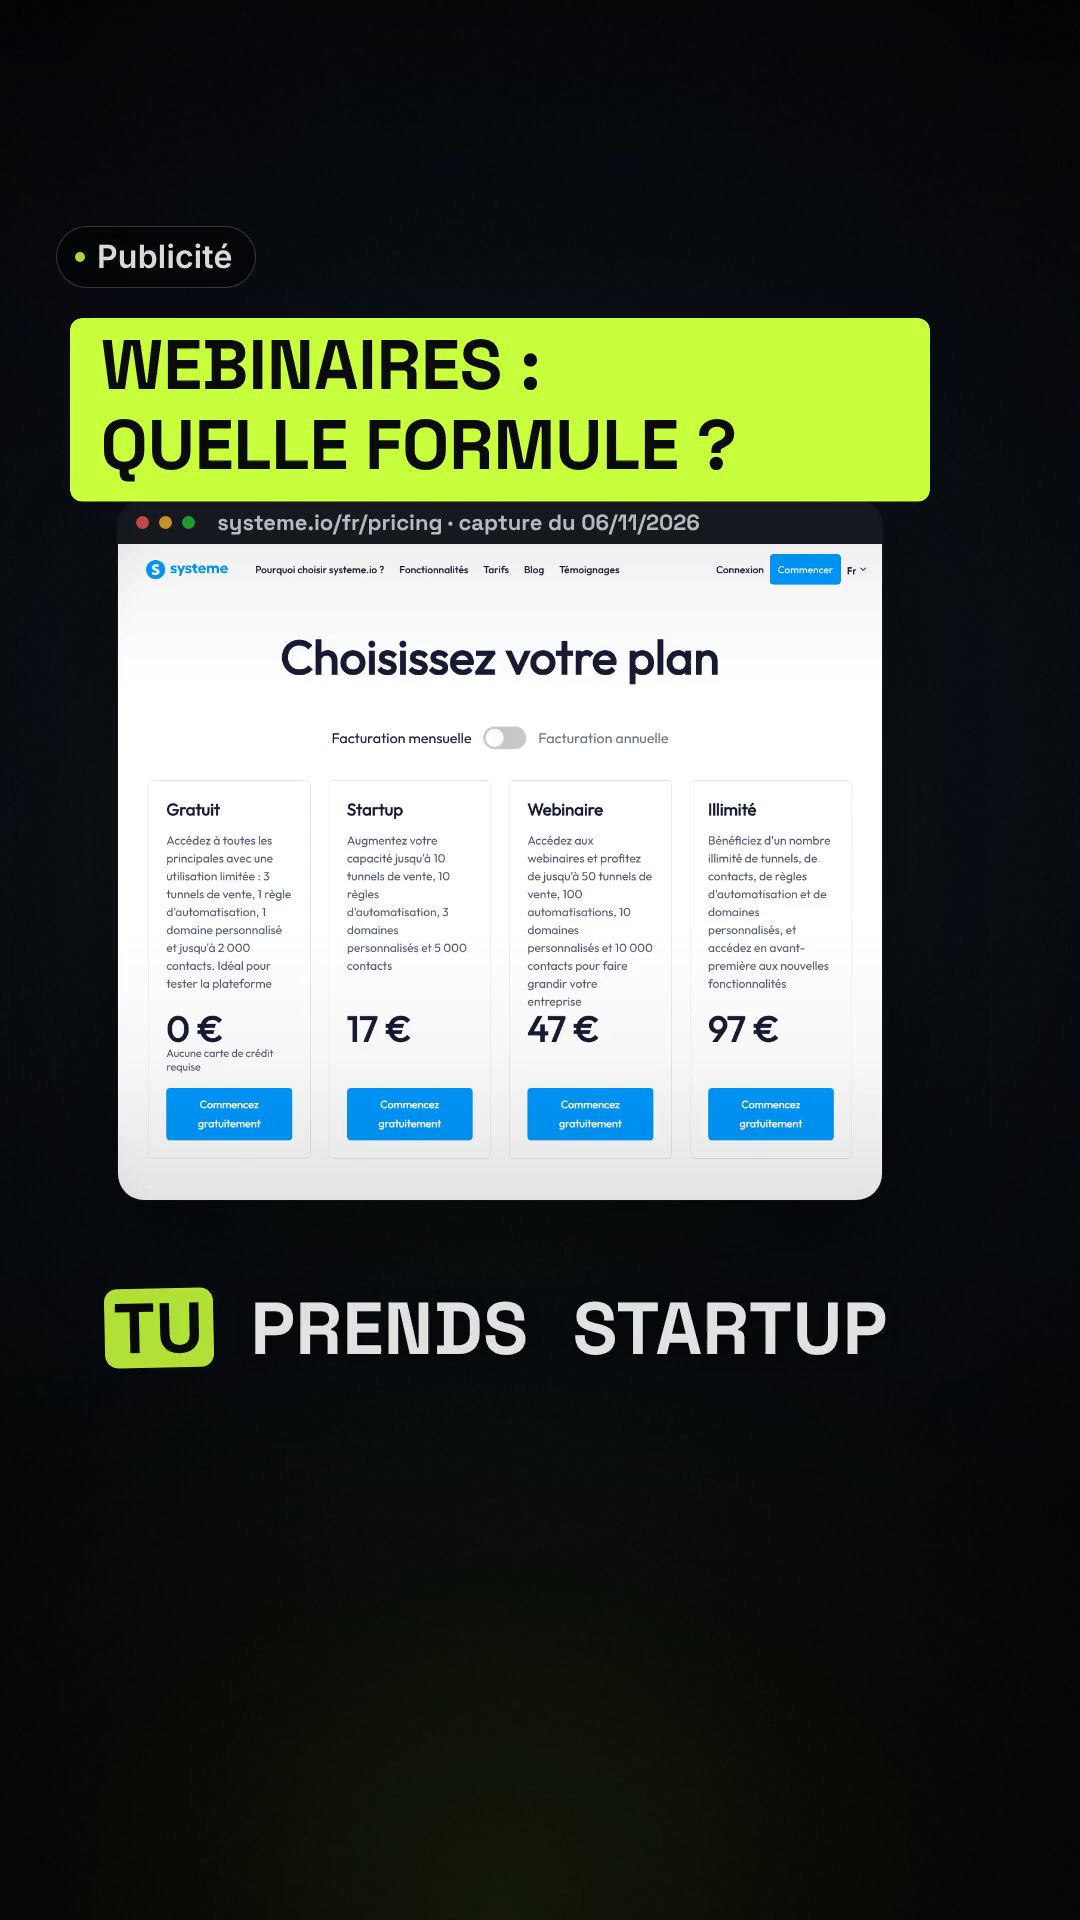 Publicité
WEBINAIRES :
QUELLE FORMULE ?
systeme.io/fr/pricing · capture du 06/11/2026
systeme Pourquoi choisir systeme.io ? Fonctionnalités Tarifs Blog Témoignages Connexion Commencer Fr
Choisissez votre plan
Facturation mensuelle Facturation annuelle
Gratuit
Accédez à toutes les
principales avec une
utilisation limitée : 3
tunnels de vente, 1 règle
d'automatisation, 1
domaine personnalisé
et jusqu'à 2 000
contacts. Idéal pour
tester la plateforme
0 €
Aucune carte de crédit
requise
Commencez
gratuitement
Startup
Augmentez votre
capacité jusqu'à 10
tunnels de vente, 10
règles
d'automatisation, 3
domaines
personnalisés et 5 000
contacts
17 €
Commencez
gratuitement
Webinaire
Accédez aux
webinaires et profitez
de jusqu'à 50 tunnels de
vente, 100
automatisations, 10
domaines
personnalisés et 10 000
contacts pour faire
grandir votre
entreprise
47 €
Commencez
gratuitement
Illimité
Bénéficiez d'un nombre
illimité de tunnels, de
contacts, de règles
d'automatisation et de
domaines
personnalisés, et
accédez en avant-
première aux nouvelles
fonctionnalités
97 €
Commencez
gratuitement
TU PRENDS STARTUP